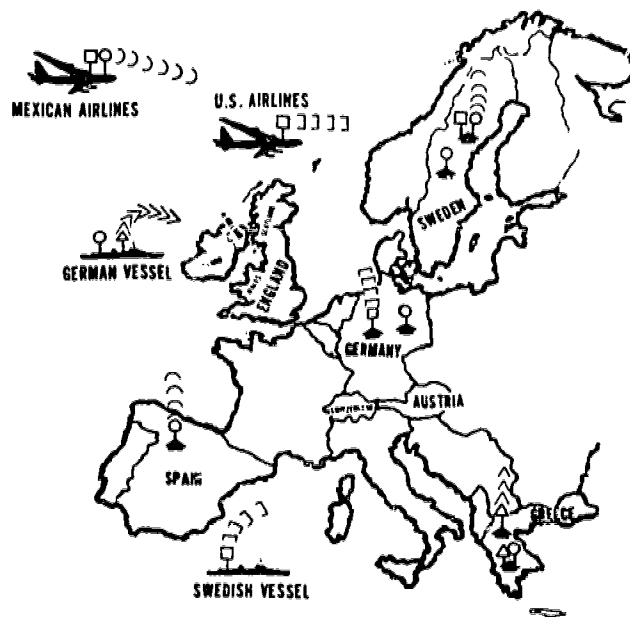 MEXICAN AIRLINES
U.S. AIRLINES
SWEDEN
GERMAN VESSEL
ENGLAND
GERMANY
AUSTRIA
SPAIN
GREECE
SWEDISH VESSEL